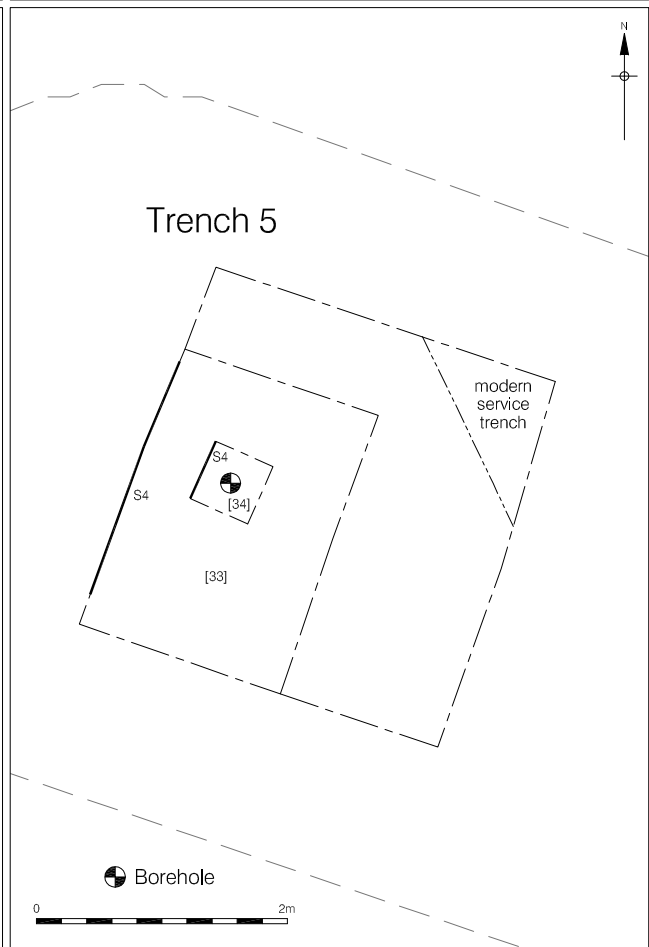 N
Trench 5
modern
service
trench
S4
[34]
S4
[33]
Borehole
0 2m